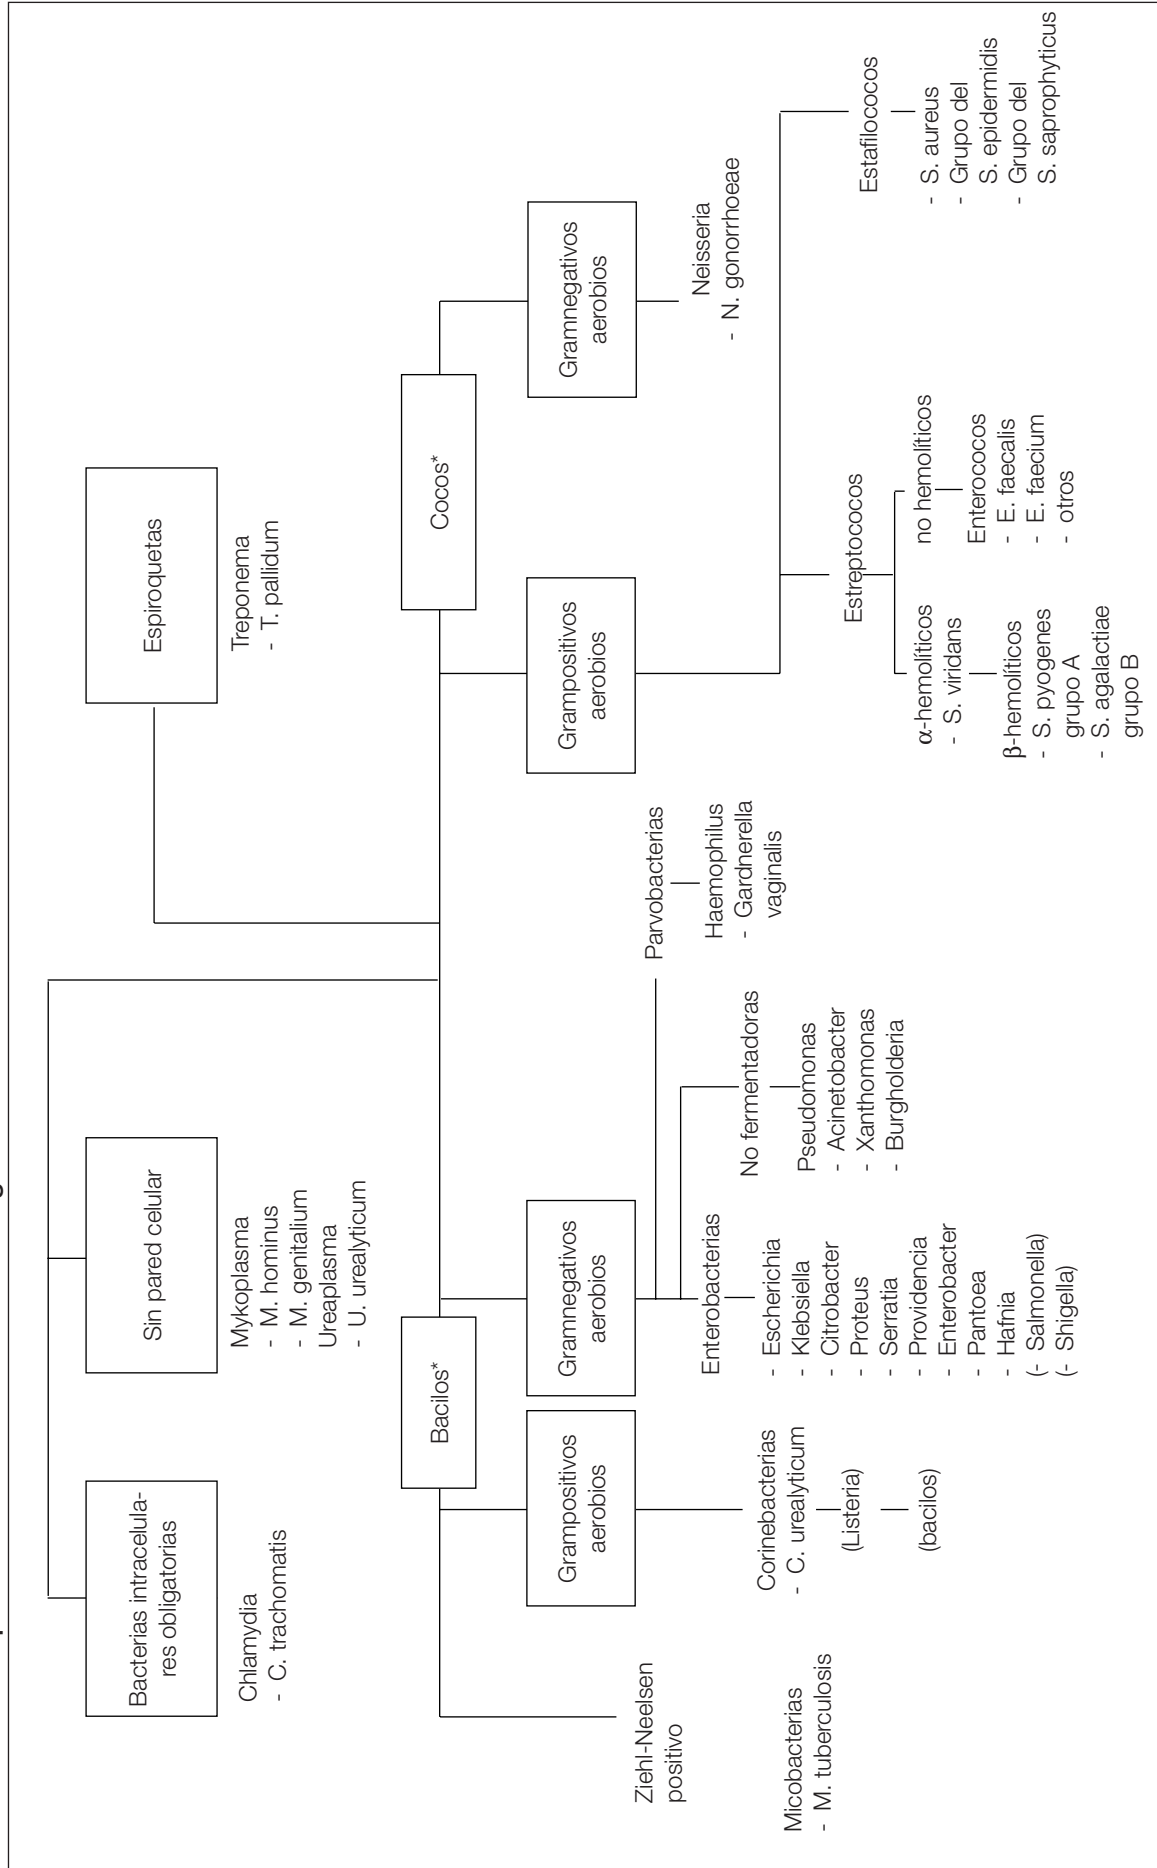 Bacterias intracelula-
res obligatorias
Chlamydia
- C. trachomatis
Sin pared celular
Mykoplasma
- M. hominus
- M. genitalium
Ureaplasma
- U. urealyticum
Espiroquetas
Treponema
- T. pallidum
Bacilos*
Cocos*
Ziehl-Neelsen
positivo
Micobacterias
- M. tuberculosis
Grampositivos
aerobios
Corinebacterias
- C. urealyticum
(Listeria)
(bacilos)
Gramnegativos
aerobios
Enterobacterias
- Escherichia
- Klebsiella
- Citrobacter
- Proteus
- Serratia
- Providencia
- Enterobacter
- Pantoea
- Hafnia
(- Salmonella)
(- Shigella)
No fermentadoras
Pseudomonas
- Acinetobacter
- Xanthomonas
- Burgholderia
Parvobacterias
Haemophilus
- Gardnerella
vaginalis
Grampositivos
aerobios
Estreptococos
α-hemolíticos
- S. viridans
β-hemolíticos
- S. pyogenes
grupo A
- S. agalactiae
grupo B
no hemolíticos
Enterococos
- E. faecalis
- E. faecium
- otros
Estafilococos
- S. aureus
- Grupo del
S. epidermidis
- Grupo del
S. saprophyticus
Gramnegativos
aerobios
Neisseria
- N. gonorrhoeae